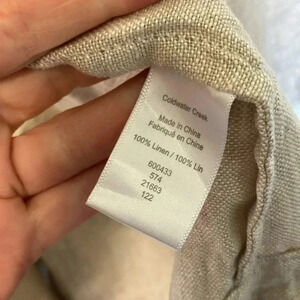 Coldwater Creek
Made in China
Fabriqué en Chine
100% Linen / 100% Lin
600433
574
21663
122